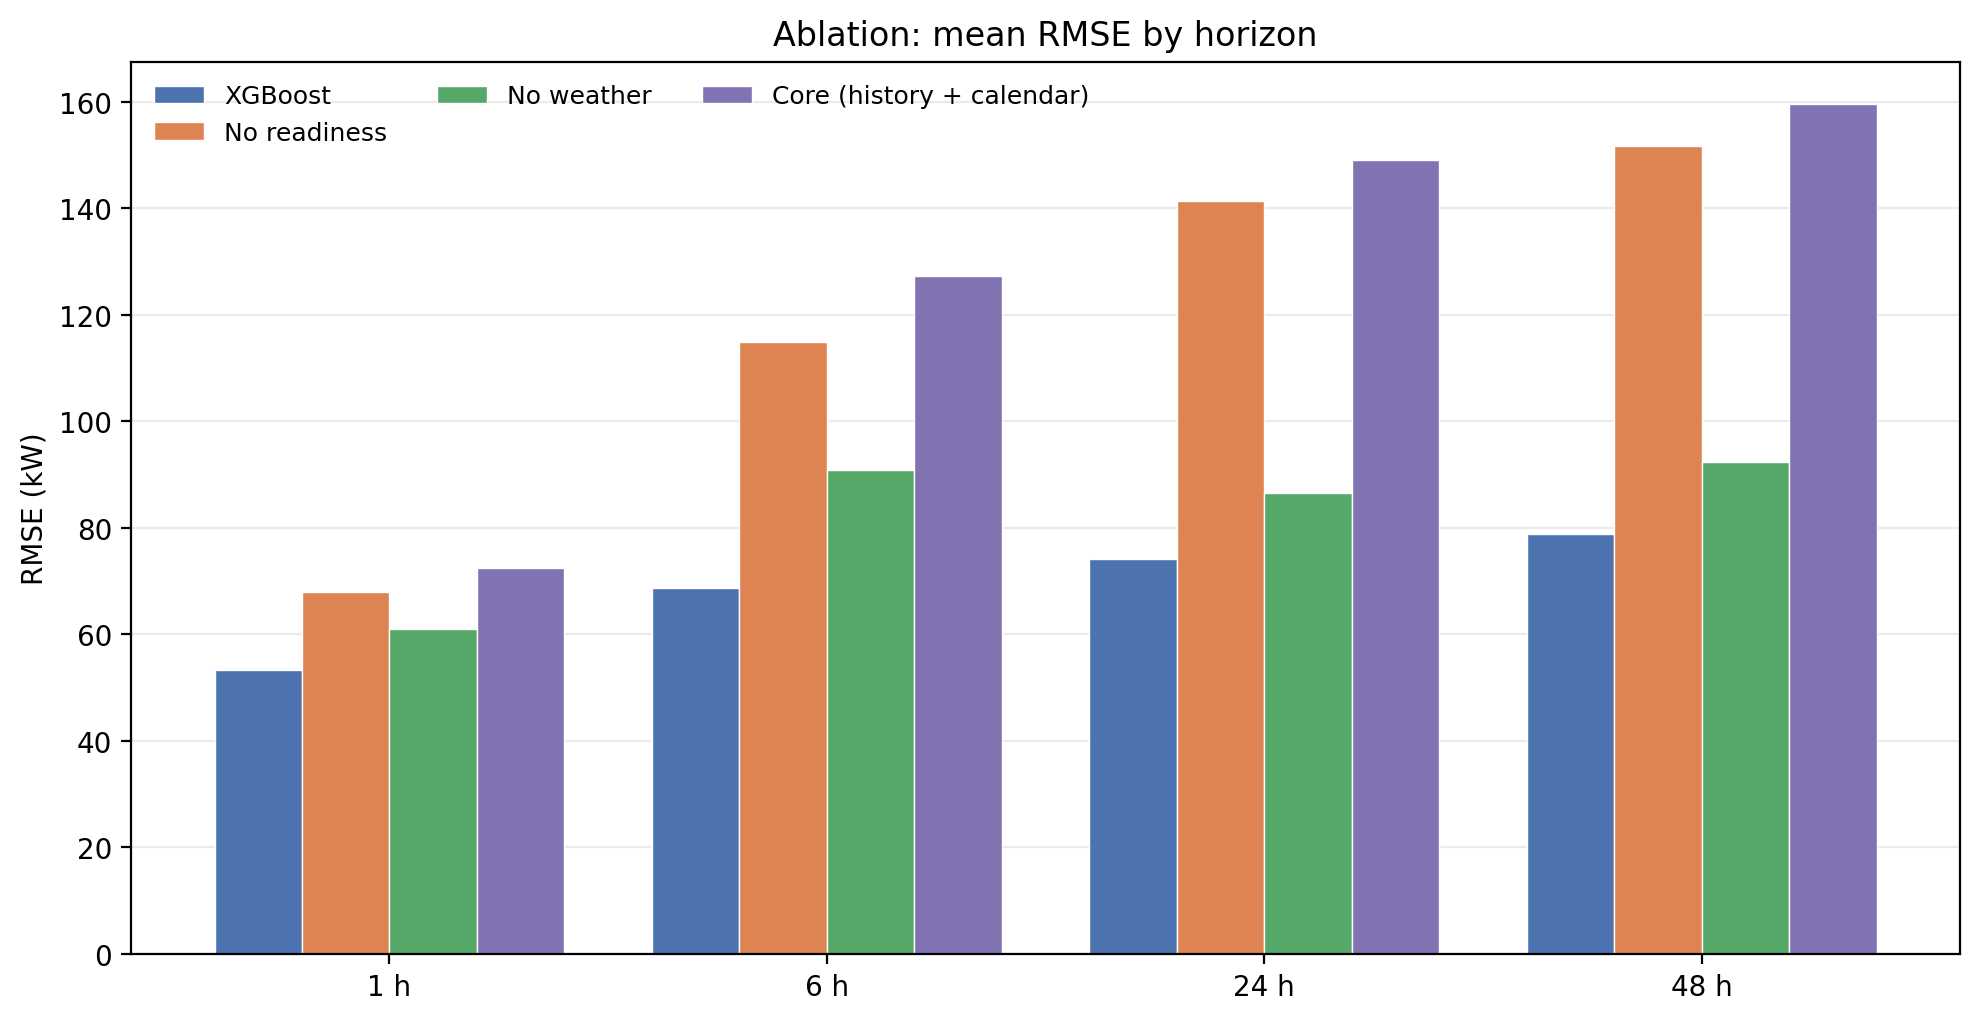 Ablation: mean RMSE by horizon
XGBoost
No readiness
No weather
Core (history + calendar)
RMSE (kW)
160
140
120
100
80
60
40
20
0
1 h
6 h
24 h
48 h